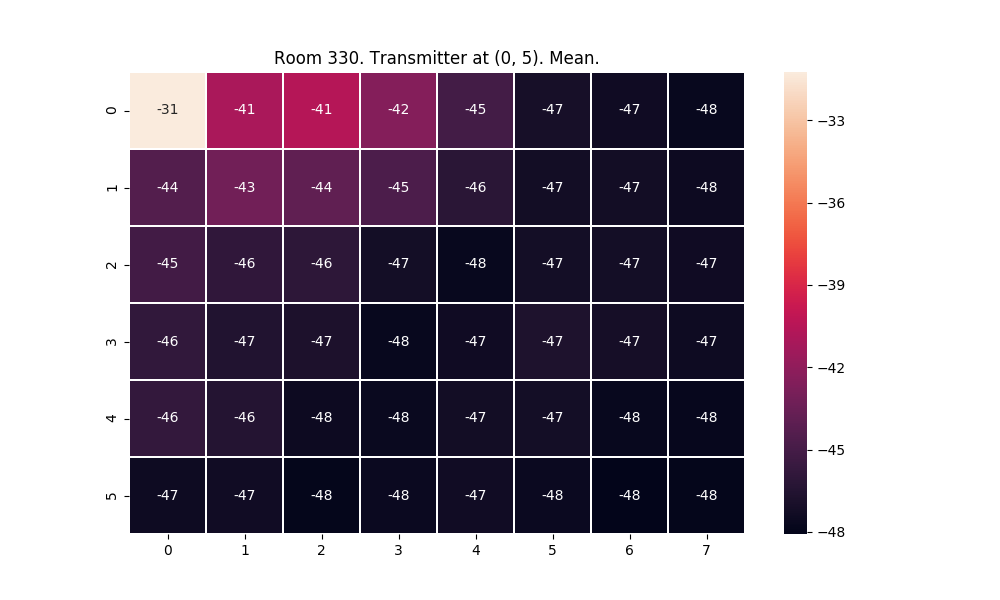 Room 330. Transmitter at (0, 5). Mean.
0 -31 -41 -41 -42 -45 -47 -47 -48
1 -44 -43 -44 -45 -46 -47 -47 -48
2 -45 -46 -46 -47 -48 -47 -47 -47
3 -46 -47 -47 -48 -47 -47 -47 -47
4 -46 -46 -48 -48 -47 -47 -48 -48
5 -47 -47 -48 -48 -47 -48 -48 -48
0 1 2 3 4 5 6 7
−33
−36
−39
−42
−45
−48